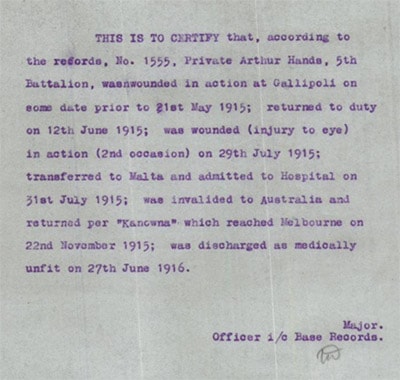 THIS IS TO CERTIFY that, according to
the records, No. 1555, Private Arthur Hands, 5th
Battalion, waswnwounded in action at Gallipoli on
some date prior to 21st May 1915; returned to duty
on 12th June 1915; was wounded (injury to eye)
in action (2nd occasion) on 29th July 1915;
transferred to Malta and admitted to Hospital on
31st July 1915; was invalided to Australia and
returned per "Kanowna" which reached Melbourne on
22nd November 1915; was discharged as medically
unfit on 27th June 1916.
Major.
Officer i/c Base Records.